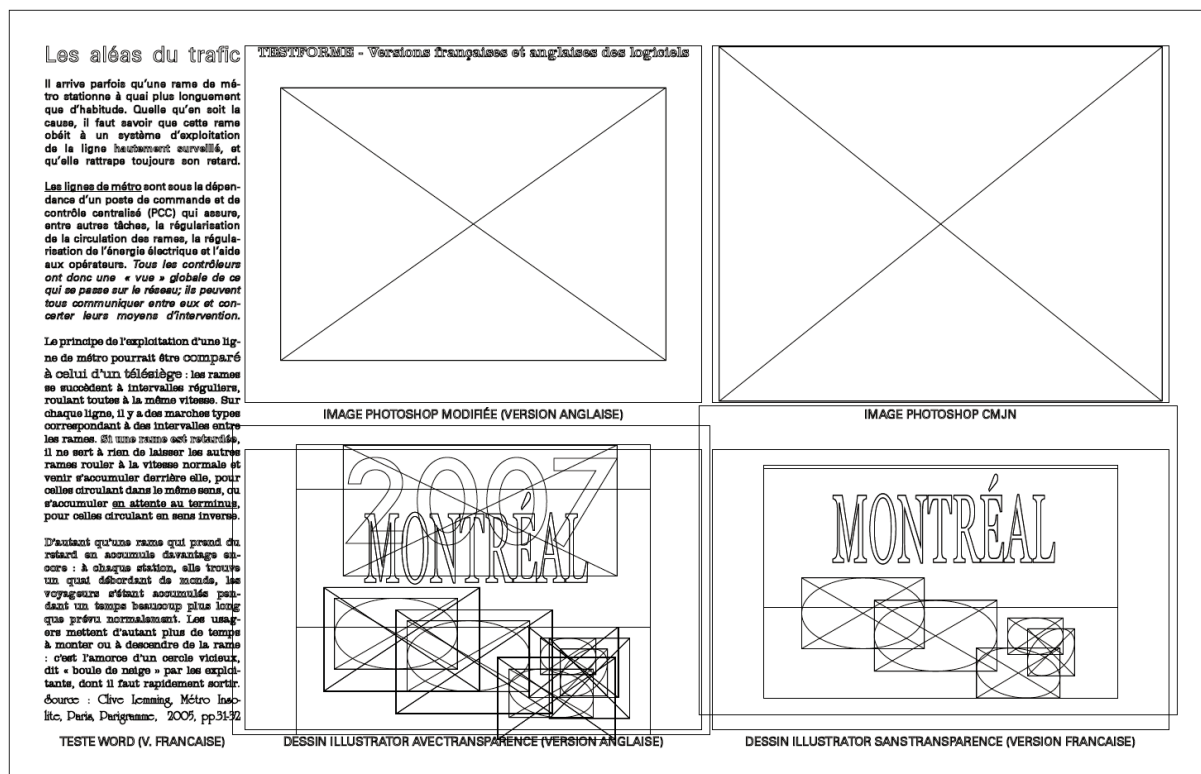 Les aléas du trafic
Il arrive parfois qu'une rame de mé-
tro stationne à quai plus longuement
que d'habitude. Quelle qu'en soit la
cause, il faut savoir que cette rame
obéit à un système d'exploitation
de la ligne hautement surveillé, et
qu'elle rattrape toujours son retard.
Les lignes de métro sont sous la dépen-
dance d'un poste de commande et de
contrôle centralisé (PCC) qui assure,
entre autres tâches, la régularisation
de la circulation des rames, la régula-
risation de l'énergie électrique et l'aide
aux opérateurs. Tous les contrôleurs
ont donc une « vue » globale de ce
qui se passe sur le réseau; ils peuvent
tous communiquer entre eux et con-
certer leurs moyens d'intervention.
Le principe de l'exploitation d'une lig-
ne de métro pourrait être comparé
à celui d'un télésiège : les rames
se succèdent à intervalles réguliers,
roulant toutes à la même vitesse. Sur
chaque ligne, il y a des marches types
correspondant à des intervalles entre
les rames. Si une rame est retardée,
il ne sert à rien de laisser les autres
rames rouler à la vitesse normale et
venir s'accumuler derrière elle, pour
celles circulant dans le même sens, ou
s'accumuler en attente au terminus,
pour celles circulant en sens inverse.
D'autant qu'une rame qui prend du
retard en accumule davantage en-
core : à chaque station, elle trouve
un quai débordant de monde, les
voyageurs s'étant accumulés pen-
dant un temps beaucoup plus long
que prévu normalement. Les usag-
ers mettent d'autant plus de temps
à monter ou à descendre de la rame
: c'est l'amorce d'un cercle vicieux,
dit « boule de neige » par les exploi-
tants, dont il faut rapidement sortir.
Source : Clive Lemming, Métro Inso-
lite, Paris, Parigramme, 2005, pp.31-32
TESTE WORD (V. FRANCAISE)
TESTFORME - Versions françaises et anglaises des logiciels
IMAGE PHOTOSHOP MODIFIÉE (VERSION ANGLAISE)
IMAGE PHOTOSHOP CMJN
2007
MONTRÉAL
DESSIN ILLUSTRATOR AVECTRANSPARENCE (VERSION ANGLAISE)
MONTRÉAL
DESSIN ILLUSTRATOR SANSTRANSPARENCE (VERSION FRANCAISE)